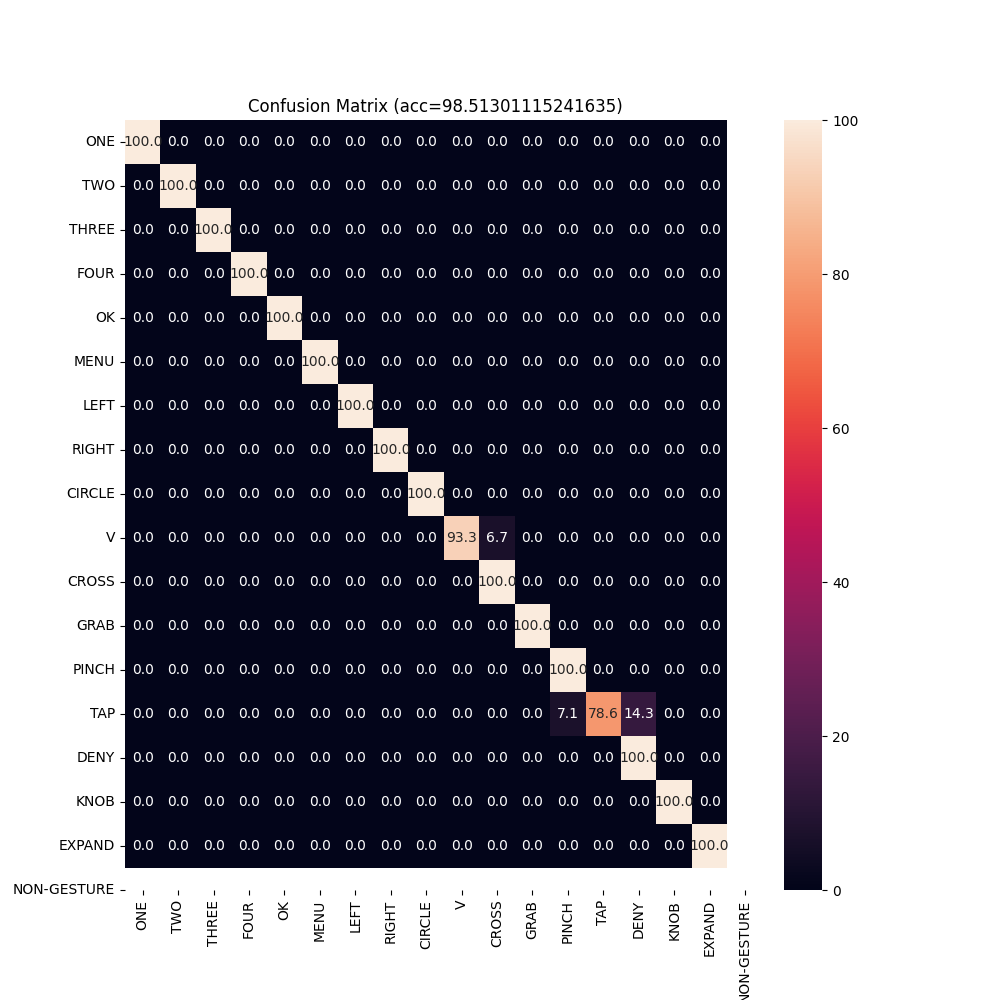 Confusion Matrix (acc=98.51301115241635)
ONE 100.0 0.0 0.0 0.0 0.0 0.0 0.0 0.0 0.0 0.0 0.0 0.0 0.0 0.0 0.0 0.0 0.0
TWO 0.0 100.0 0.0 0.0 0.0 0.0 0.0 0.0 0.0 0.0 0.0 0.0 0.0 0.0 0.0 0.0 0.0
THREE 0.0 0.0 100.0 0.0 0.0 0.0 0.0 0.0 0.0 0.0 0.0 0.0 0.0 0.0 0.0 0.0 0.0
FOUR 0.0 0.0 0.0 100.0 0.0 0.0 0.0 0.0 0.0 0.0 0.0 0.0 0.0 0.0 0.0 0.0 0.0
OK 0.0 0.0 0.0 0.0 100.0 0.0 0.0 0.0 0.0 0.0 0.0 0.0 0.0 0.0 0.0 0.0 0.0
MENU 0.0 0.0 0.0 0.0 0.0 100.0 0.0 0.0 0.0 0.0 0.0 0.0 0.0 0.0 0.0 0.0 0.0
LEFT 0.0 0.0 0.0 0.0 0.0 0.0 100.0 0.0 0.0 0.0 0.0 0.0 0.0 0.0 0.0 0.0 0.0
RIGHT 0.0 0.0 0.0 0.0 0.0 0.0 0.0 100.0 0.0 0.0 0.0 0.0 0.0 0.0 0.0 0.0 0.0
CIRCLE 0.0 0.0 0.0 0.0 0.0 0.0 0.0 0.0 100.0 0.0 0.0 0.0 0.0 0.0 0.0 0.0 0.0
V 0.0 0.0 0.0 0.0 0.0 0.0 0.0 0.0 0.0 93.3 6.7 0.0 0.0 0.0 0.0 0.0 0.0
CROSS 0.0 0.0 0.0 0.0 0.0 0.0 0.0 0.0 0.0 0.0 100.0 0.0 0.0 0.0 0.0 0.0 0.0
GRAB 0.0 0.0 0.0 0.0 0.0 0.0 0.0 0.0 0.0 0.0 0.0 100.0 0.0 0.0 0.0 0.0 0.0
PINCH 0.0 0.0 0.0 0.0 0.0 0.0 0.0 0.0 0.0 0.0 0.0 0.0 100.0 0.0 0.0 0.0 0.0
TAP 0.0 0.0 0.0 0.0 0.0 0.0 0.0 0.0 0.0 0.0 0.0 0.0 7.1 78.6 14.3 0.0 0.0
DENY 0.0 0.0 0.0 0.0 0.0 0.0 0.0 0.0 0.0 0.0 0.0 0.0 0.0 0.0 100.0 0.0 0.0
KNOB 0.0 0.0 0.0 0.0 0.0 0.0 0.0 0.0 0.0 0.0 0.0 0.0 0.0 0.0 0.0 100.0 0.0
EXPAND 0.0 0.0 0.0 0.0 0.0 0.0 0.0 0.0 0.0 0.0 0.0 0.0 0.0 0.0 0.0 0.0 100.0
NON-GESTURE
ONE
TWO
THREE
FOUR
OK
MENU
LEFT
RIGHT
CIRCLE
V
CROSS
GRAB
PINCH
TAP
DENY
KNOB
EXPAND
NON-GESTURE
100
80
60
40
20
0